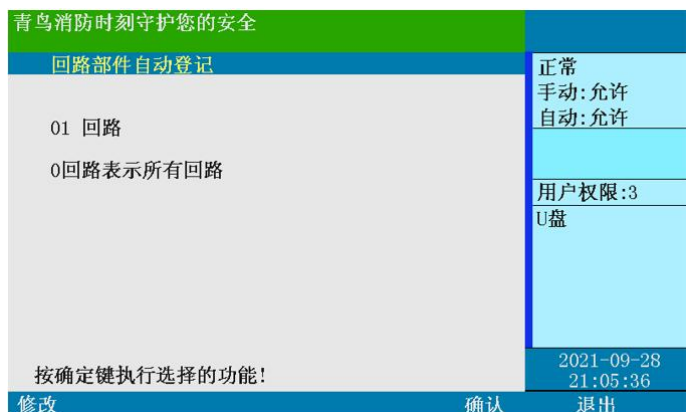 青鸟消防时刻守护您的安全
回路部件自动登记
01 回路
0回路表示所有回路
按确定键执行选择的功能!
修改
确认
退出
正常
手动:允许
自动:允许
用户权限:3
U盘
2021-09-28
21:05:36